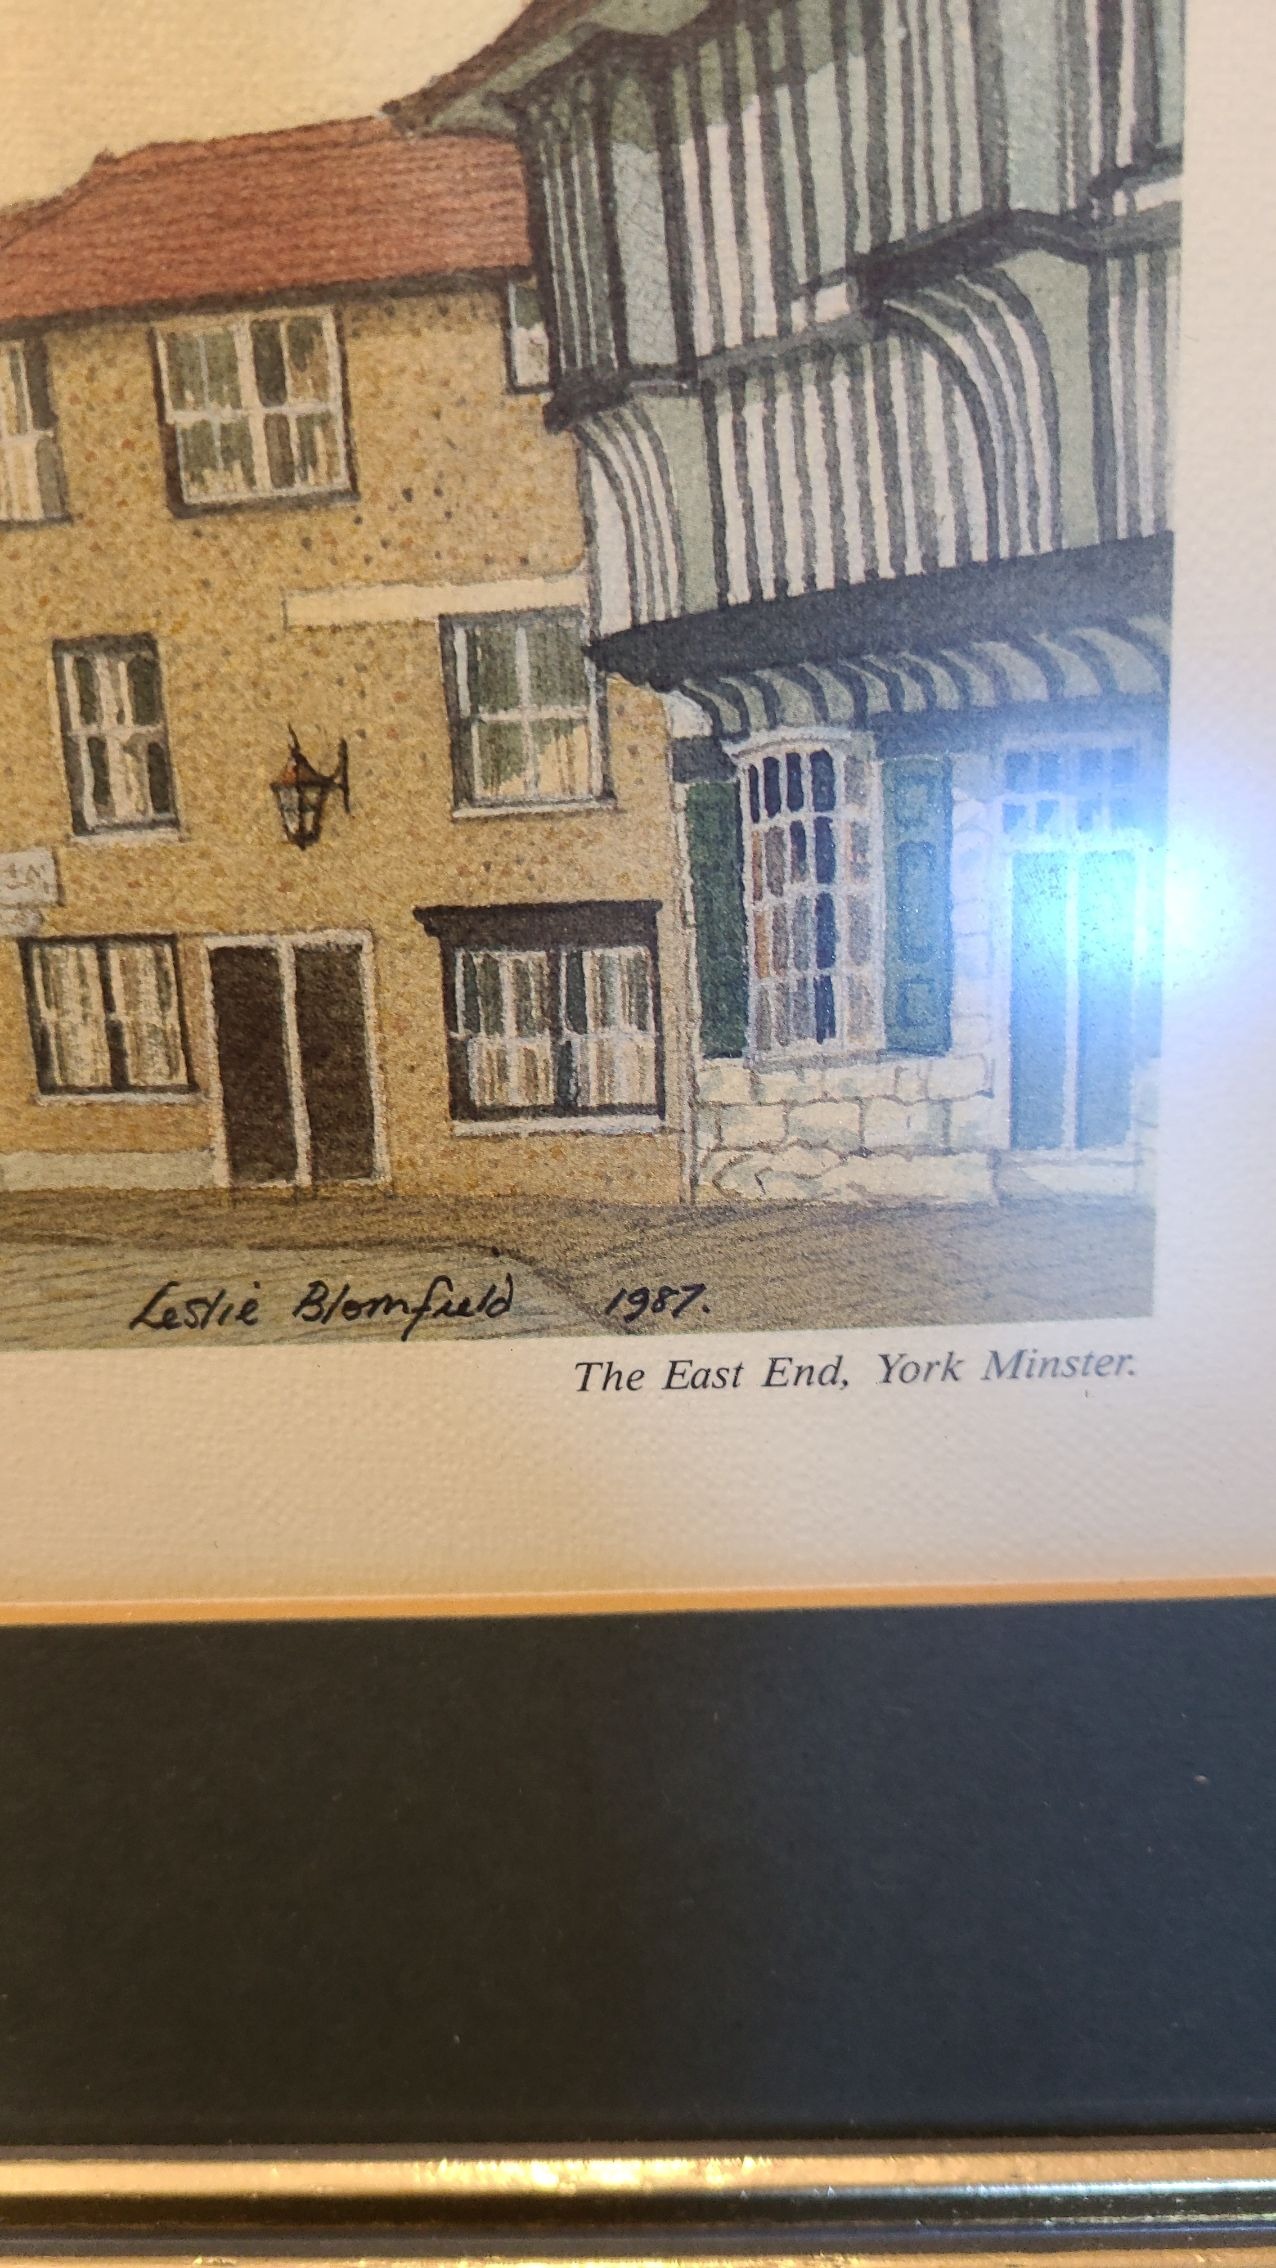 Leslie Blomfield 1987.
The East End, York Minster.